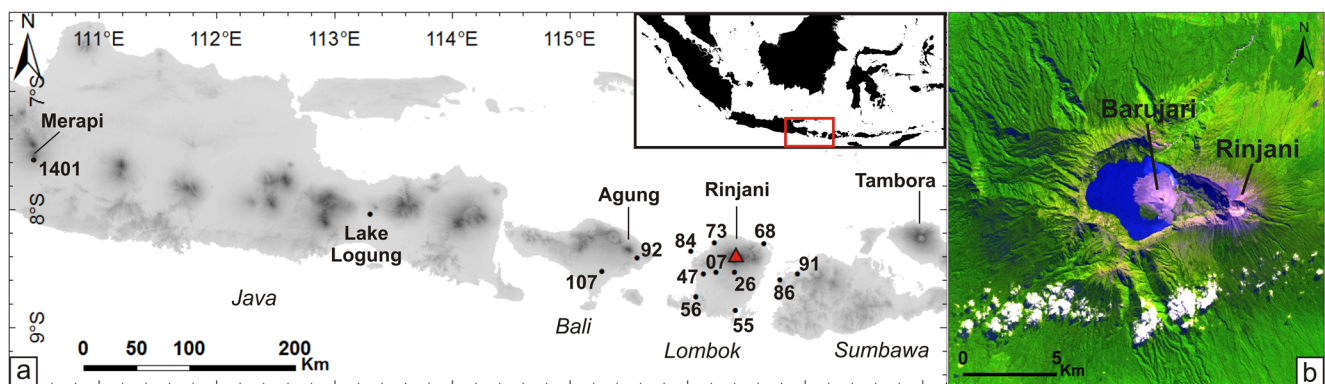 N
111°E
112°E
113°E
114°E
115°E
7°S
8°S
9°S
Merapi
1401
Lake
Logung
Java
Agung
92
107
Bali
Rinjani
84
73
68
07
47
26
56
55
Lombok
86
91
Tambora
Sumbawa
0
50
100
200
Km
a
N
Barujari
Rinjani
0
5
Km
b